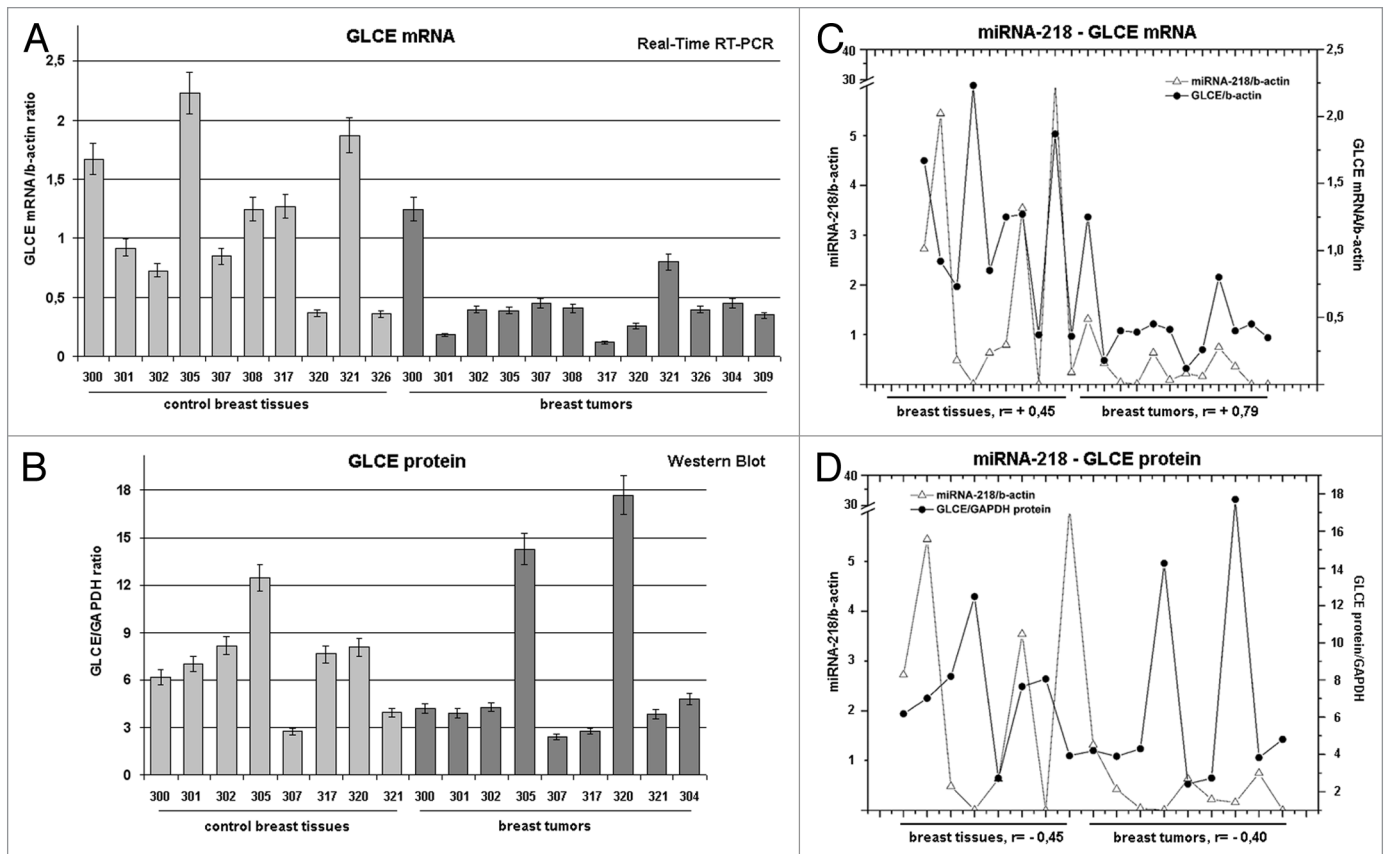 A
GLCE mRNA
Real-Time RT-PCR
GLCE mRNA/b-actin ratio
2,5
2
1,5
1
0,5
0
300 301 302 305 307 308 317 320 321 326 300 301 302 305 307 308 317 320 321 326 304 309
control breast tissues breast tumors
B
GLCE protein
Western Blot
GLCE/GAPDH ratio
18
15
12
9
6
3
0
300 301 302 305 307 317 320 321 300 301 302 305 307 317 320 321 304
control breast tissues breast tumors
C
miRNA-218 - GLCE mRNA
miRNA-218/b-actin
GLCE/b-actin
miRNA-218/b-actin
40
30
5
4
3
2
1
GLCE mRNA/b-actin
2,5
2,0
1,5
1,0
0,5
breast tissues, r= + 0,45 breast tumors, r= + 0,79
D
miRNA-218 - GLCE protein
miRNA-218/b-actin
GLCE/GAPDH protein
miRNA-218/b-actin
40
30
5
4
3
2
1
GLCE protein/GAPDH
18
16
14
12
10
8
6
4
2
breast tissues, r= - 0,45 breast tumors, r= - 0,40